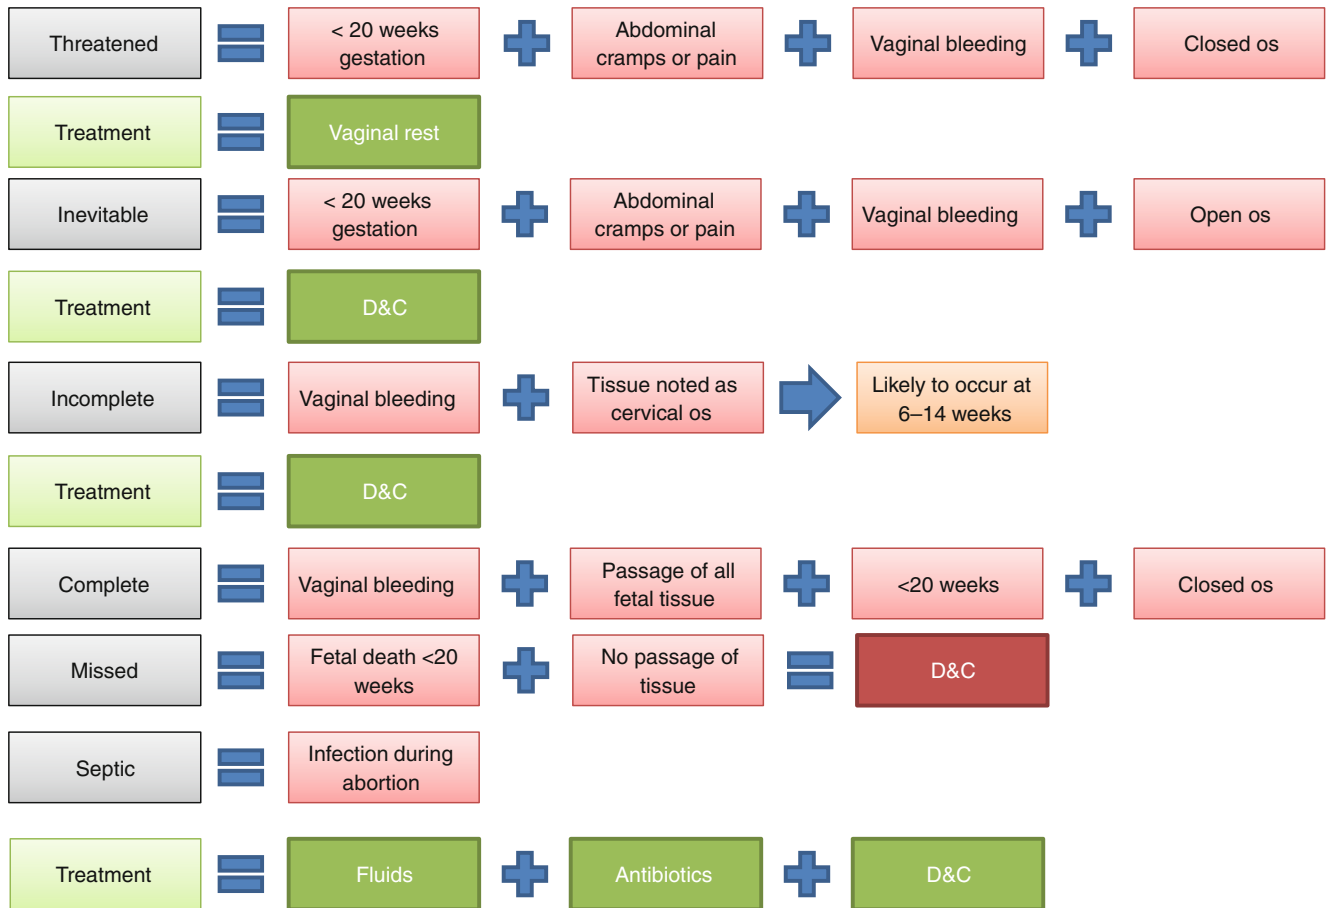 Threatened
< 20 weeks
gestation
Abdominal
cramps or pain
Vaginal bleeding
Closed os
Treatment
Vaginal rest
Inevitable
< 20 weeks
gestation
Abdominal
cramps or pain
Vaginal bleeding
Open os
Treatment
D&C
Incomplete
Vaginal bleeding
Tissue noted as
cervical os
Likely to occur at
6–14 weeks
Treatment
D&C
Complete
Vaginal bleeding
Passage of all
fetal tissue
<20 weeks
Closed os
Missed
Fetal death <20
weeks
No passage of
tissue
D&C
Septic
Infection during
abortion
Treatment
Fluids
Antibiotics
D&C